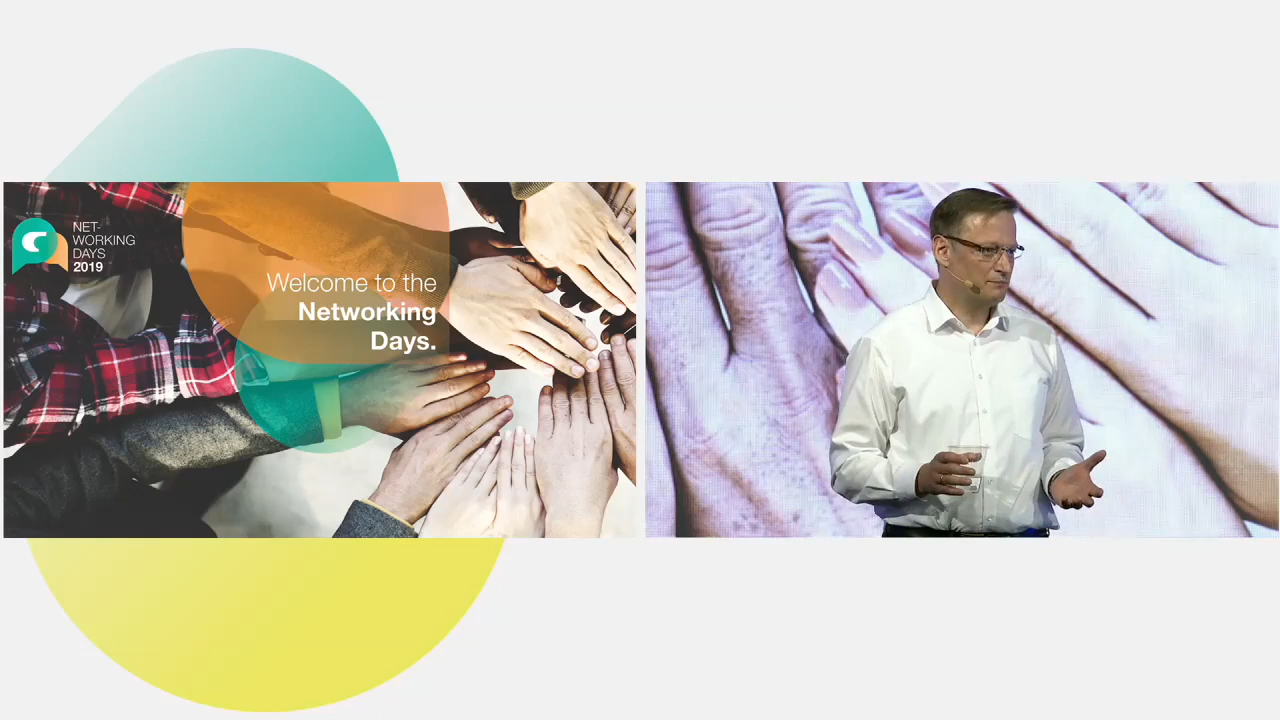 NET-
WORKING
DAYS
2019
Welcome to the
Networking
Days.